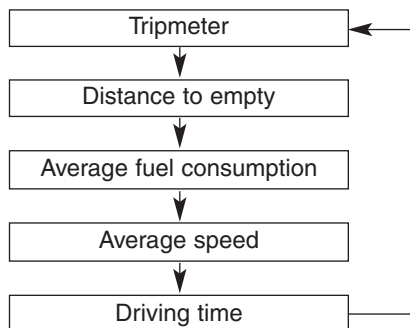 Tripmeter
Distance to empty
Average fuel consumption
Average speed
Driving time